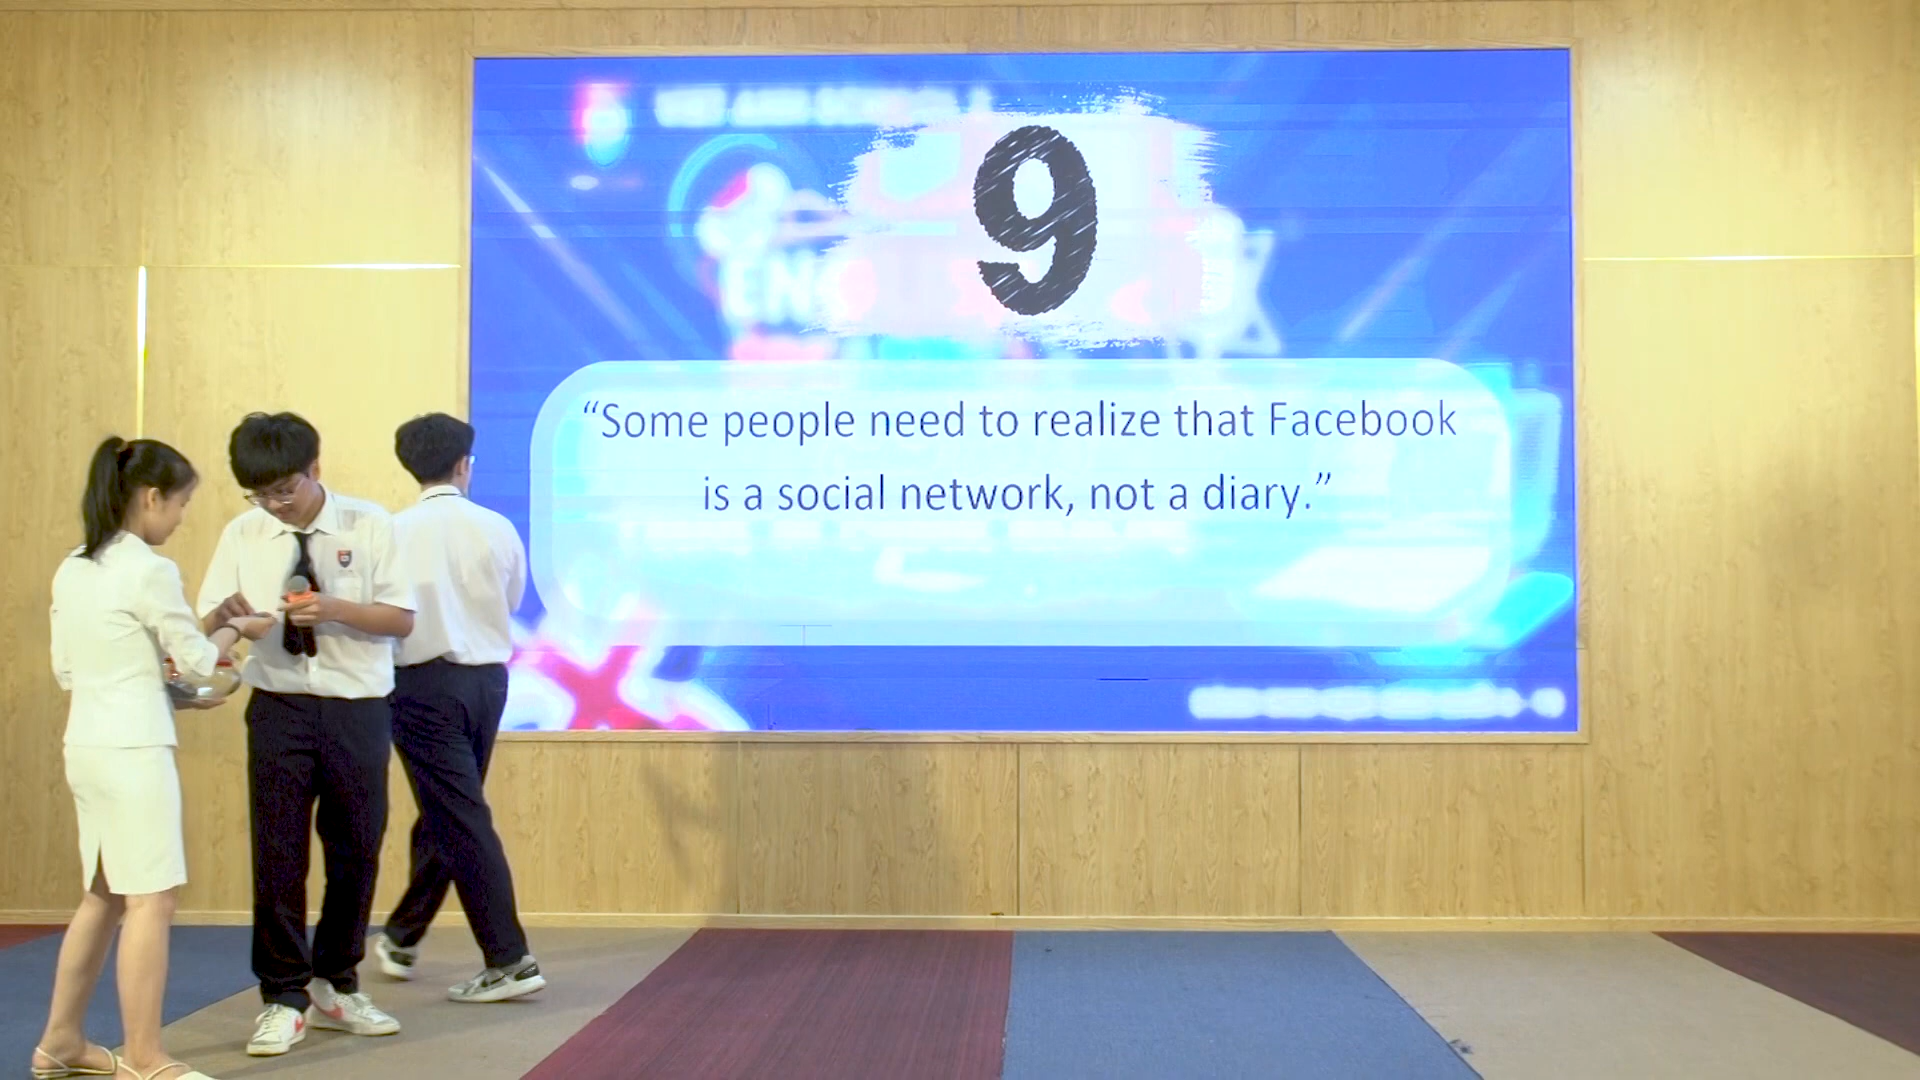 9
“Some people need to realize that Facebook
is a social network, not a diary.”